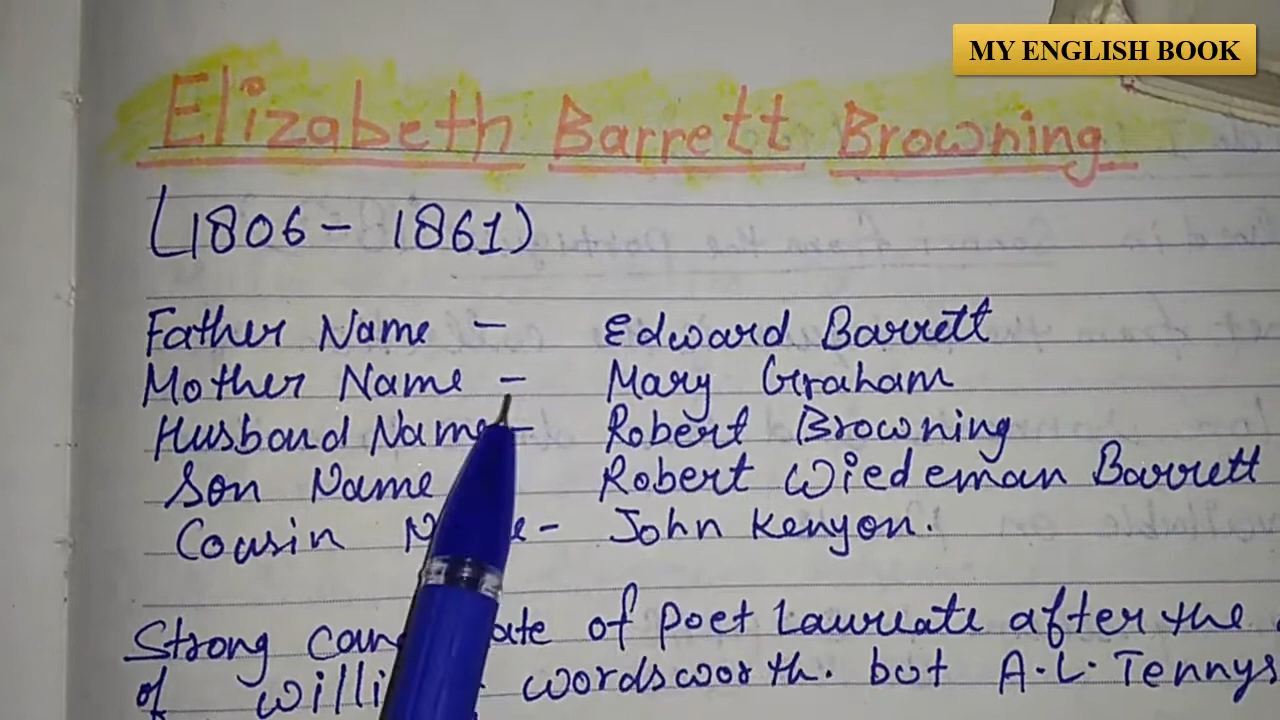 MY ENGLISH BOOK
Elizabeth Barrett Browning
(1806 - 1861)
Father Name - Edward Barrett
Mother Name - Mary Graham
Husband Name - Robert Browning
Son Name Robert Wiedeman Barrett
Cousin - John Kenyon.
Strong of Poet Laureate after the
of wordsworth. but A.L. Tennys